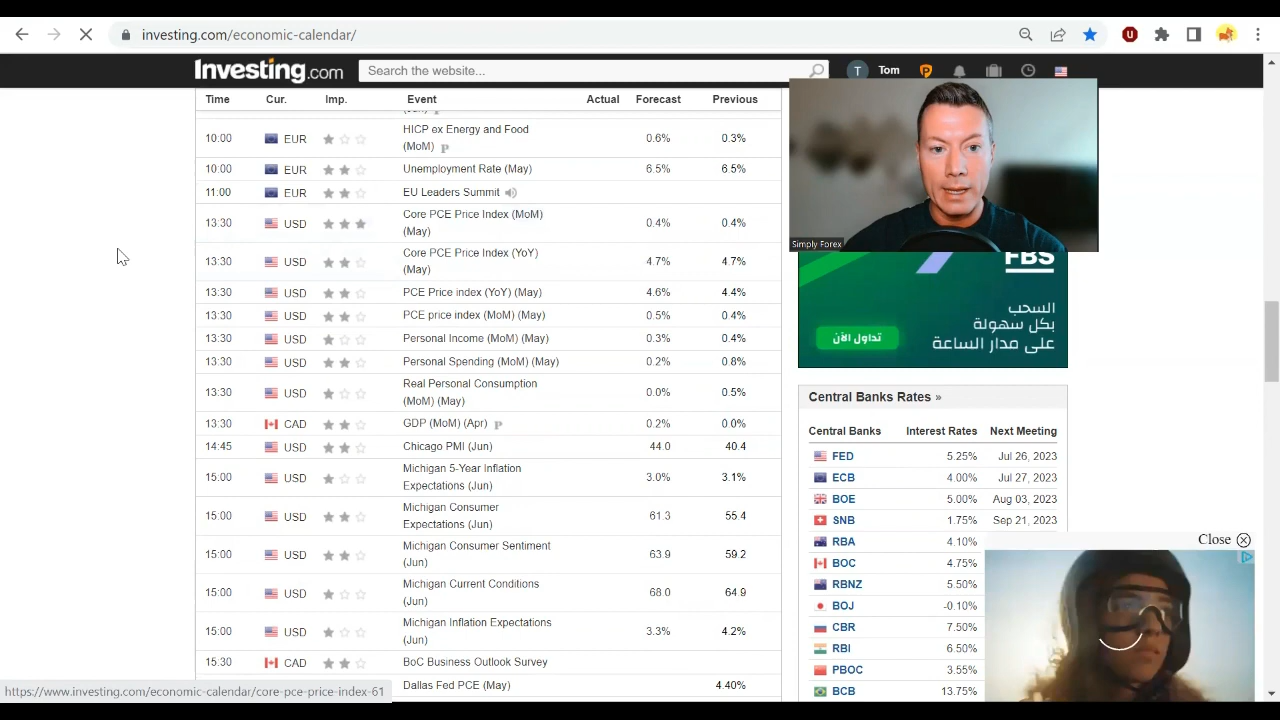 investing.com/economic-calendar/
Investing.com
Search the website...
T
Tom
Time Cur. Imp. Event Actual Forecast Previous
10:00 EUR HICP ex Energy and Food
(MoM) P 0.6% 0.3%
10:00 EUR Unemployment Rate (May) 6.5% 6.5%
11:00 EUR EU Leaders Summit
13:30 USD Core PCE Price Index (MoM)
(May) 0.4% 0.4%
13:30 USD Core PCE Price Index (YoY)
(May) 4.7% 4.7%
13:30 USD PCE Price index (YoY) (May) 4.6% 4.4%
13:30 USD PCE price index (MoM) (May) 0.5% 0.4%
13:30 USD Personal Income (MoM) (May) 0.3% 0.4%
13:30 USD Personal Spending (MoM) (May) 0.2% 0.8%
13:30 USD Real Personal Consumption
(MoM) (May) 0.0% 0.5%
13:30 CAD GDP (MoM) (Apr) P 0.2% 0.0%
14:45 USD Chicago PMI (Jun) 44.0 40.4
15:00 USD Michigan 5-Year Inflation
Expectations (Jun) 3.0% 3.1%
15:00 USD Michigan Consumer
Expectations (Jun) 61.3 55.4
15:00 USD Michigan Consumer Sentiment
(Jun) 63.9 59.2
15:00 USD Michigan Current Conditions
(Jun) 68.0 64.9
15:00 USD Michigan Inflation Expectations
(Jun) 3.3% 4.2%
15:30 CAD BoC Business Outlook Survey
Dallas Fed PCE (May) 4.40%
https://www.investing.com/economic-calendar/core-pce-price-index-61
Simply Forex
FBS
السحب
بكل سهولة
على مدار الساعة
تداول الآن
Central Banks Rates »
Central Banks Interest Rates Next Meeting
FED 5.25% Jul 26, 2023
ECB 4.00% Jul 27, 2023
BOE 5.00% Aug 03, 2023
SNB 1.75% Sep 21, 2023
RBA 4.10%
BOC 4.75%
RBNZ 5.50%
BOJ -0.10%
CBR 7.50%
RBI 6.50%
PBOC 3.55%
BCB 13.75%
Close